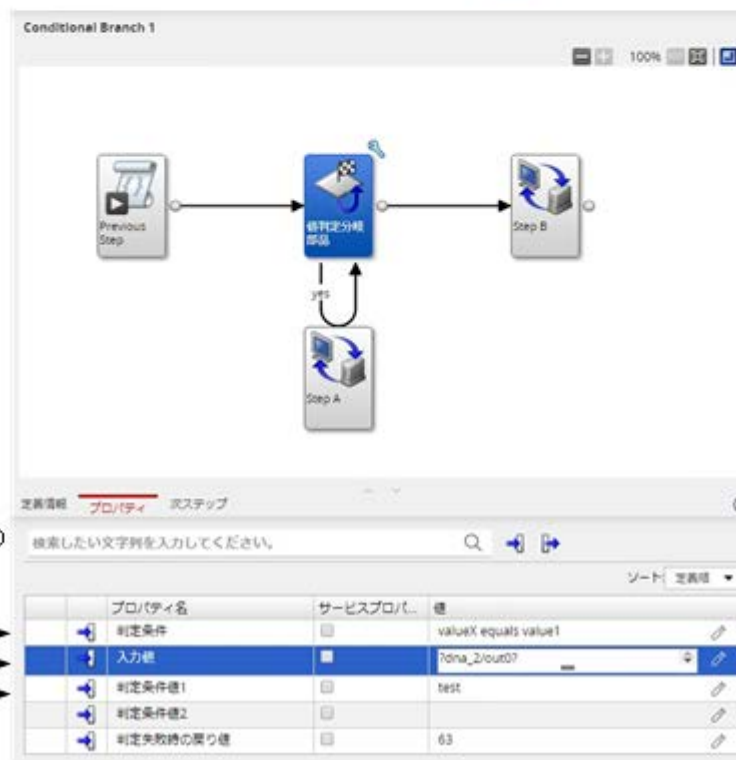 Conditional Branch 1
100%
Previous Step
値判定分岐部品
Step B
yes
Step A
定義情報 プロパティ 次ステップ
検索したい文字列を入力してください。
ソート: 定義順
プロパティ名 サービスプロパ... 値
判定条件 valueX equals value1
入力値 ?dna_2/out0?
判定条件値1 test
判定条件値2
判定失敗時の戻り値 63